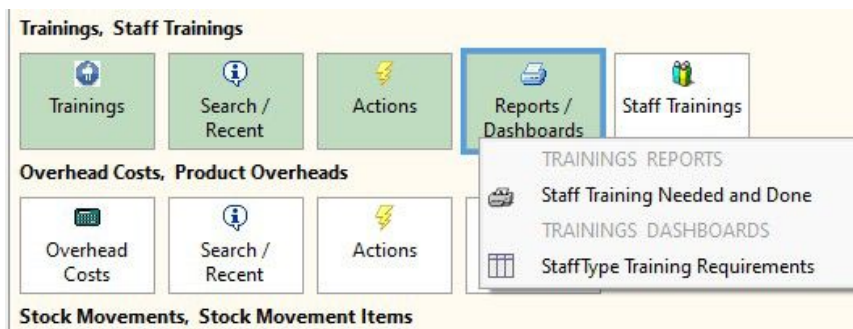 Trainings, Staff Trainings
Trainings
Search /
Recent
Actions
Reports /
Dashboards
Staff Trainings
TRAININGS REPORTS
Staff Training Needed and Done
TRAININGS DASHBOARDS
StaffType Training Requirements
Overhead Costs, Product Overheads
Overhead
Costs
Search /
Recent
Actions
Stock Movements, Stock Movement Items